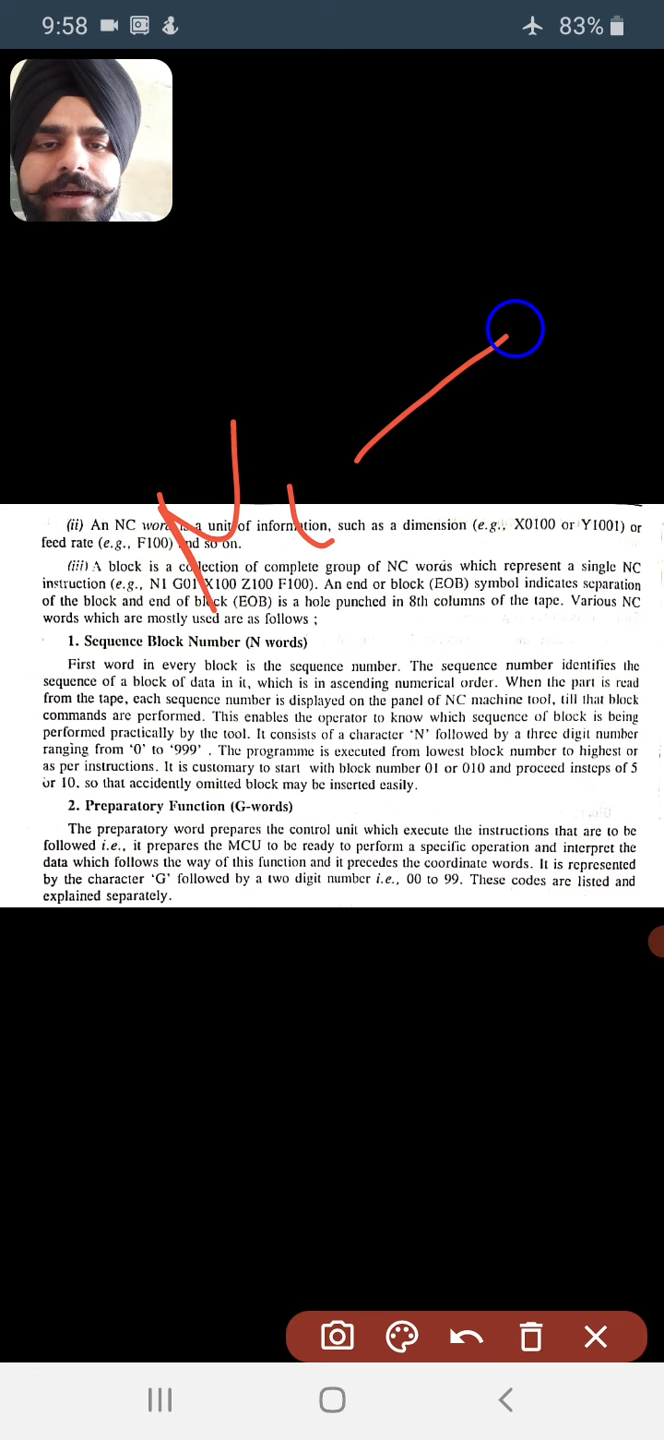 9:58
83%
(ii) An NC word is a unit of information, such as a dimension (e.g., X0100 or Y1001) or
feed rate (e.g., F100) and so on.
(iii) A block is a collection of complete group of NC words which represent a single NC
instruction (e.g., N1 G01 X100 Z100 F100). An end or block (EOB) symbol indicates separation
of the block and end of block (EOB) is a hole punched in 8th columns of the tape. Various NC
words which are mostly used are as follows ;
1. Sequence Block Number (N words)
First word in every block is the sequence number. The sequence number identifies the
sequence of a block of data in it, which is in ascending numerical order. When the part is read
from the tape, each sequence number is displayed on the panel of NC machine tool, till that block
commands are performed. This enables the operator to know which sequence of block is being
performed practically by the tool. It consists of a character ‘N’ followed by a three digit number
ranging from ‘0’ to ‘999’ . The programme is executed from lowest block number to highest or
as per instructions. It is customary to start with block number 01 or 010 and proceed insteps of 5
or 10, so that accidently omitted block may be inserted easily.
2. Preparatory Function (G-words)
The preparatory word prepares the control unit which execute the instructions that are to be
followed i.e., it prepares the MCU to be ready to perform a specific operation and interpret the
data which follows the way of this function and it precedes the coordinate words. It is represented
by the character ‘G’ followed by a two digit number i.e., 00 to 99. These codes are listed and
explained separately.